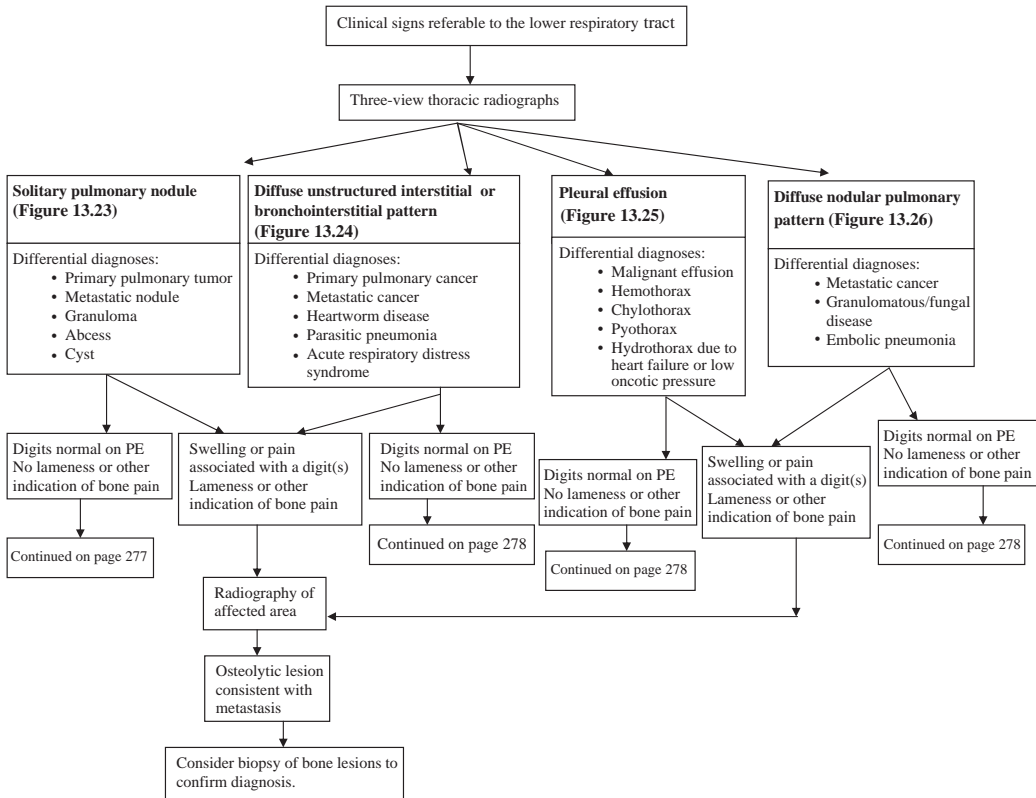 Clinical signs referable to the lower respiratory tract
Three-view thoracic radiographs
Solitary pulmonary nodule
(Figure 13.23)
Differential diagnoses:
• Primary pulmonary tumor
• Metastatic nodule
• Granuloma
• Abcess
• Cyst
Diffuse unstructured interstitial or
bronchointerstitial pattern
(Figure 13.24)
Differential diagnoses:
• Primary pulmonary cancer
• Metastatic cancer
• Heartworm disease
• Parasitic pneumonia
• Acute respiratory distress
syndrome
Pleural effusion
(Figure 13.25)
Differential diagnoses:
• Malignant effusion
• Hemothorax
• Chylothorax
• Pyothorax
• Hydrothorax due to
heart failure or low
oncotic pressure
Diffuse nodular pulmonary
pattern (Figure 13.26)
Differential diagnoses:
• Metastatic cancer
• Granulomatous/fungal
disease
• Embolic pneumonia
Digits normal on PE
No lameness or other
indication of bone pain
Swelling or pain
associated with a digit(s)
Lameness or other
indication of bone pain
Digits normal on PE
No lameness or other
indication of bone pain
Digits normal on PE
No lameness or other
indication of bone pain
Swelling or pain
associated with a digit(s)
Lameness or other
indication of bone pain
Digits normal on PE
No lameness or other
indication of bone pain
Continued on page 277
Continued on page 278
Continued on page 278
Continued on page 278
Radiography of
affected area
Osteolytic lesion
consistent with
metastasis
Consider biopsy of bone lesions to
confirm diagnosis.